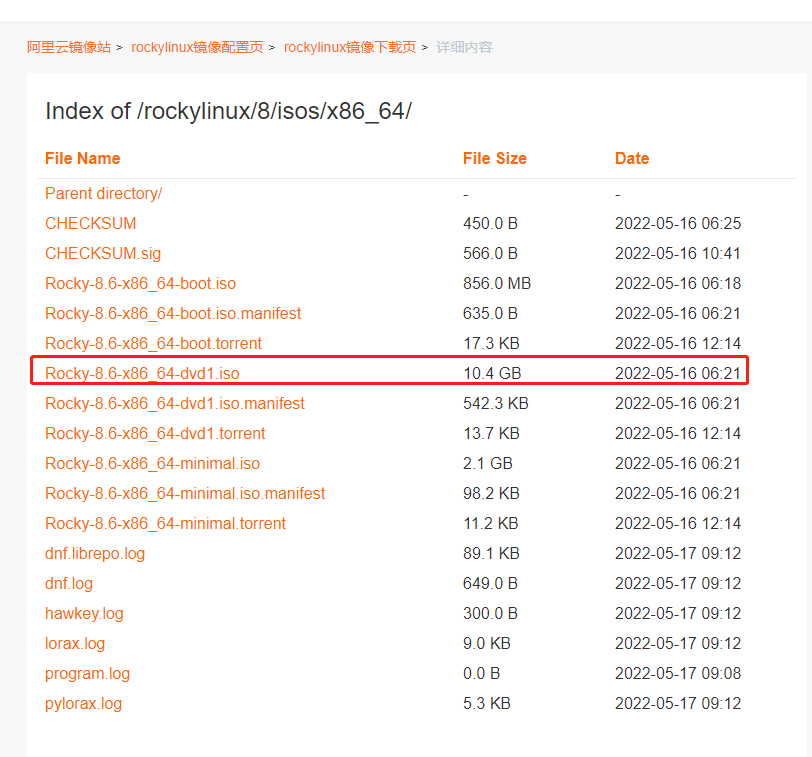 阿里云镜像站 > rockylinux镜像配置页 > rockylinux镜像下载页 > 详细内容
Index of /rockylinux/8/isos/x86_64/
File Name File Size Date
Parent directory/ - -
CHECKSUM 450.0 B 2022-05-16 06:25
CHECKSUM.sig 566.0 B 2022-05-16 10:41
Rocky-8.6-x86_64-boot.iso 856.0 MB 2022-05-16 06:18
Rocky-8.6-x86_64-boot.iso.manifest 635.0 B 2022-05-16 06:21
Rocky-8.6-x86_64-boot.torrent 17.3 KB 2022-05-16 12:14
Rocky-8.6-x86_64-dvd1.iso 10.4 GB 2022-05-16 06:21
Rocky-8.6-x86_64-dvd1.iso.manifest 542.3 KB 2022-05-16 06:21
Rocky-8.6-x86_64-dvd1.torrent 13.7 KB 2022-05-16 12:14
Rocky-8.6-x86_64-minimal.iso 2.1 GB 2022-05-16 06:21
Rocky-8.6-x86_64-minimal.iso.manifest 98.2 KB 2022-05-16 06:21
Rocky-8.6-x86_64-minimal.torrent 11.2 KB 2022-05-16 12:14
dnf.librepo.log 89.1 KB 2022-05-17 09:12
dnf.log 649.0 B 2022-05-17 09:12
hawkey.log 300.0 B 2022-05-17 09:12
lorax.log 9.0 KB 2022-05-17 09:12
program.log 0.0 B 2022-05-17 09:08
pylorax.log 5.3 KB 2022-05-17 09:12